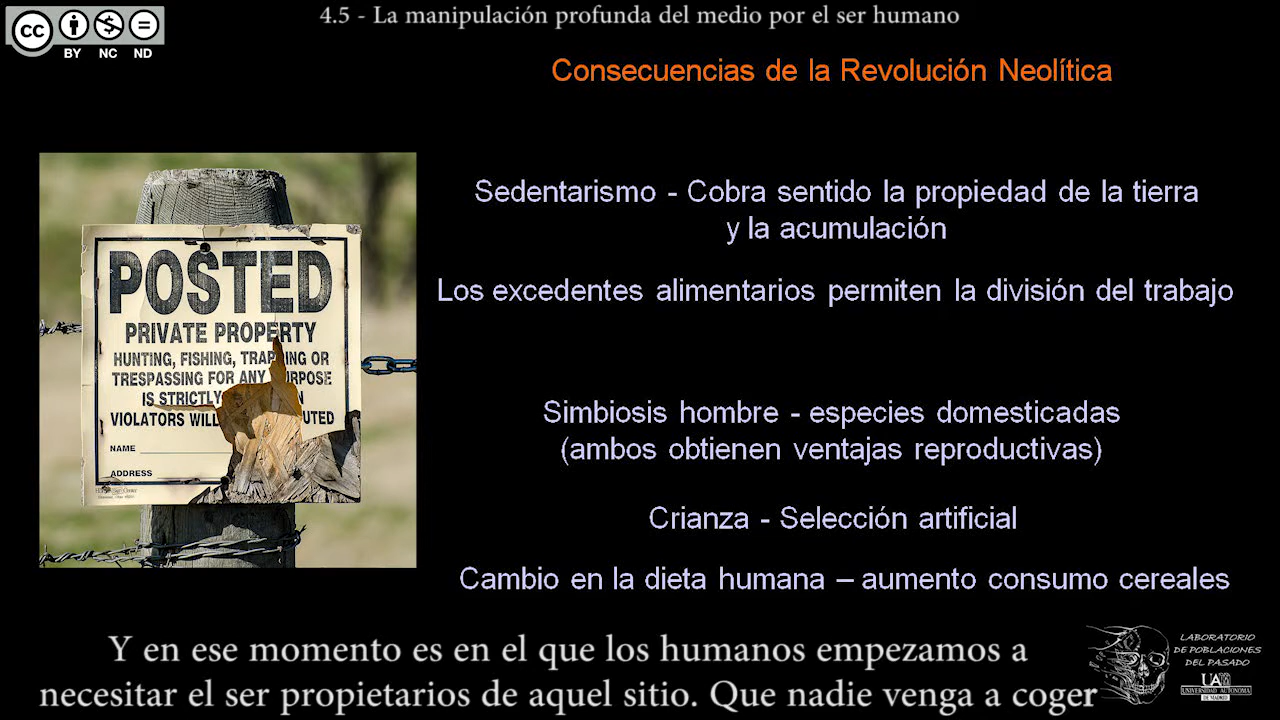 4.5 - La manipulación profunda del medio por el ser humano
CC
BY NC ND
Consecuencias de la Revolución Neolítica
POSTED
PRIVATE PROPERTY
HUNTING, FISHING, TRAPPING OR
TRESPASSING FOR ANY PURPOSE
IS STRICTLY
VIOLATORS WILL
NAME
ADDRESS
Sedentarismo - Cobra sentido la propiedad de la tierra
y la acumulación
Los excedentes alimentarios permiten la división del trabajo
Simbiosis hombre - especies domesticadas
(ambos obtienen ventajas reproductivas)
Crianza - Selección artificial
Cambio en la dieta humana – aumento consumo cereales
Y en ese momento es en el que los humanos empezamos a
necesitar el ser propietarios de aquel sitio. Que nadie venga a coger
LABORATORIO
DE POBLACIONES
DEL PASADO
UAM
UNIVERSIDAD AUTONOMA
DE MADRID